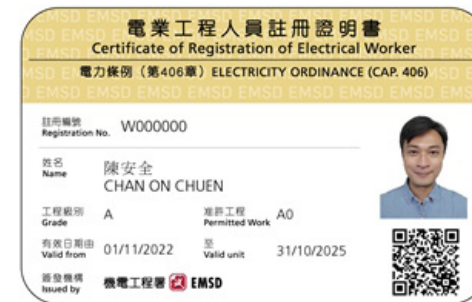 電業工程人員註冊證明書
Certificate of Registration of Electrical Worker
電力條例（第406章）ELECTRICITY ORDINANCE (CAP. 406)
註冊編號
Registration No. W000000
姓名
Name
陳安全
CHAN ON CHUEN
工程級別
Grade
A
准許工程
Permitted Work
A0
有效日期由
Valid from
01/11/2022
至
Valid unit
31/10/2025
簽發機構
Issued by
機電工程署 EMSD